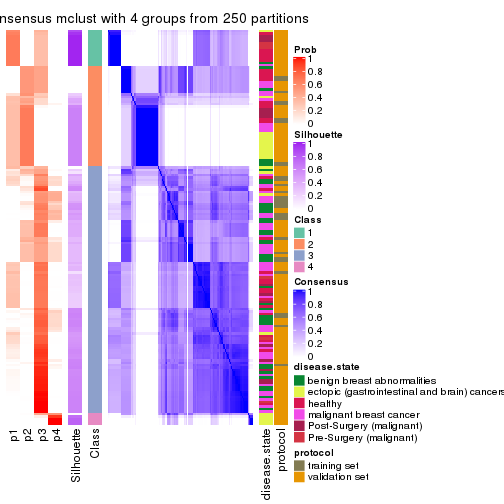 nsensus mclust with 4 groups from 250 partitions
Prob
1
0.8
0.6
0.4
0.2
0
Silhouette
1
0.8
0.6
0.4
0.2
0
Class
1
2
3
4
Consensus
1
0.8
0.6
0.4
0.2
0
disease.state
benign breast abnormalities
ectopic (gastrointestinal and brain) cancers
healthy
malignant breast cancer
Post-Surgery (malignant)
Pre-Surgery (malignant)
protocol
training set
validation set
p1
p2
p3
p4
Silhouette
Class
disease.state
protocol